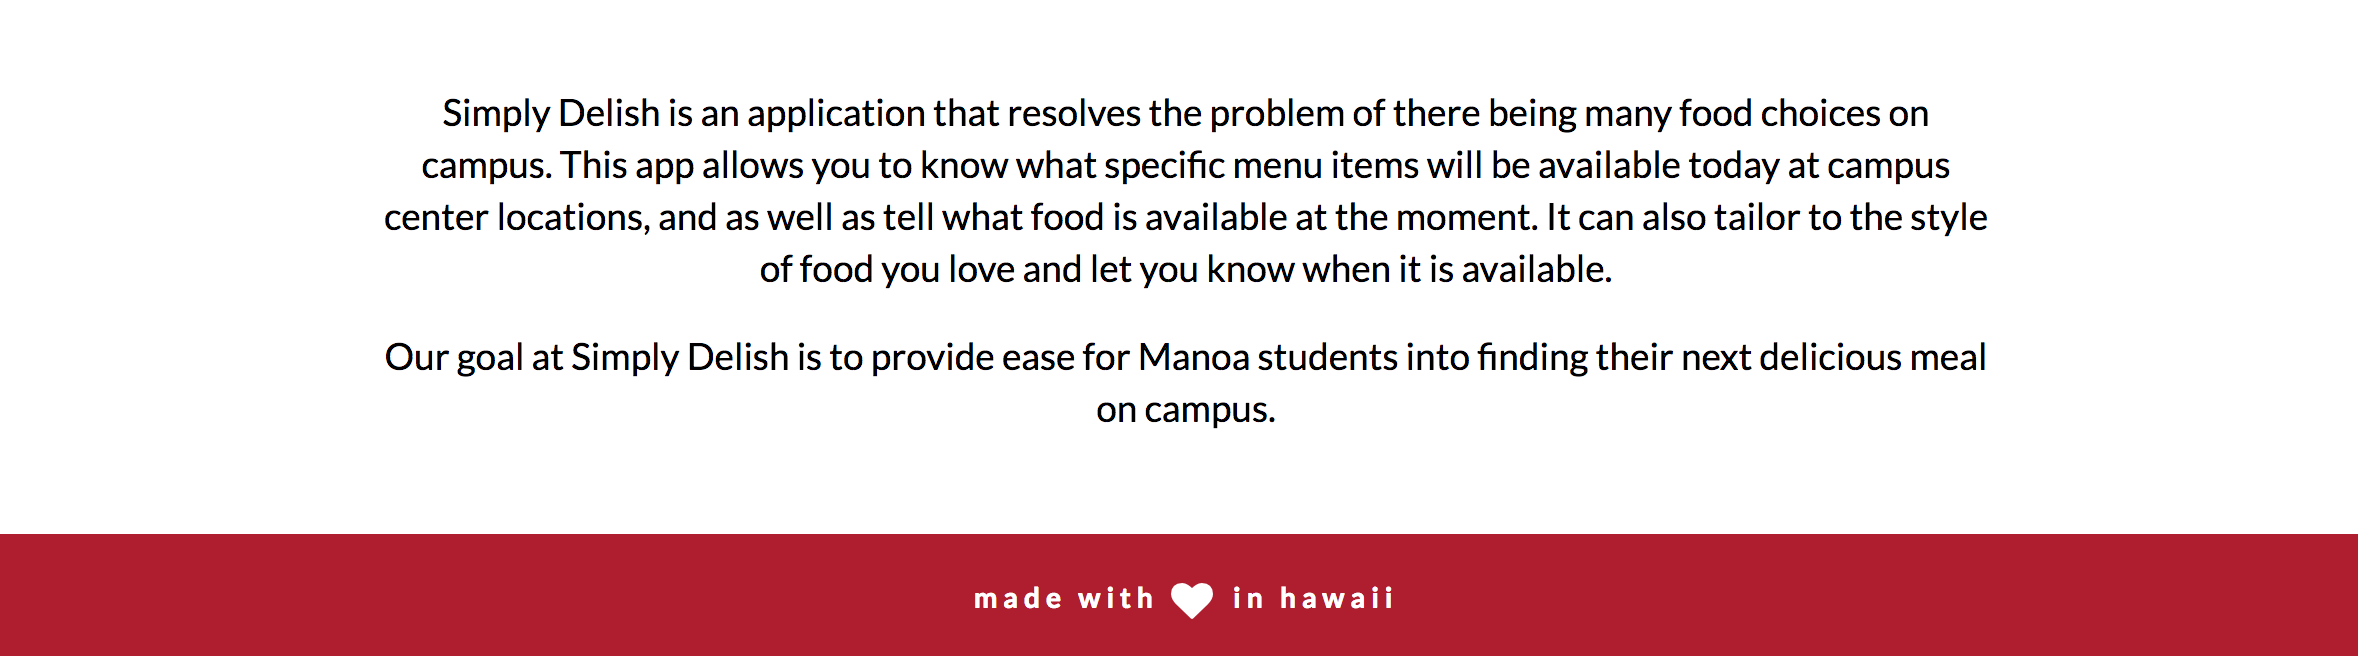 Simply Delish is an application that resolves the problem of there being many food choices on
campus. This app allows you to know what specific menu items will be available today at campus
center locations, and as well as tell what food is available at the moment. It can also tailor to the style
of food you love and let you know when it is available.
Our goal at Simply Delish is to provide ease for Manoa students into finding their next delicious meal
on campus.
made with in hawaii